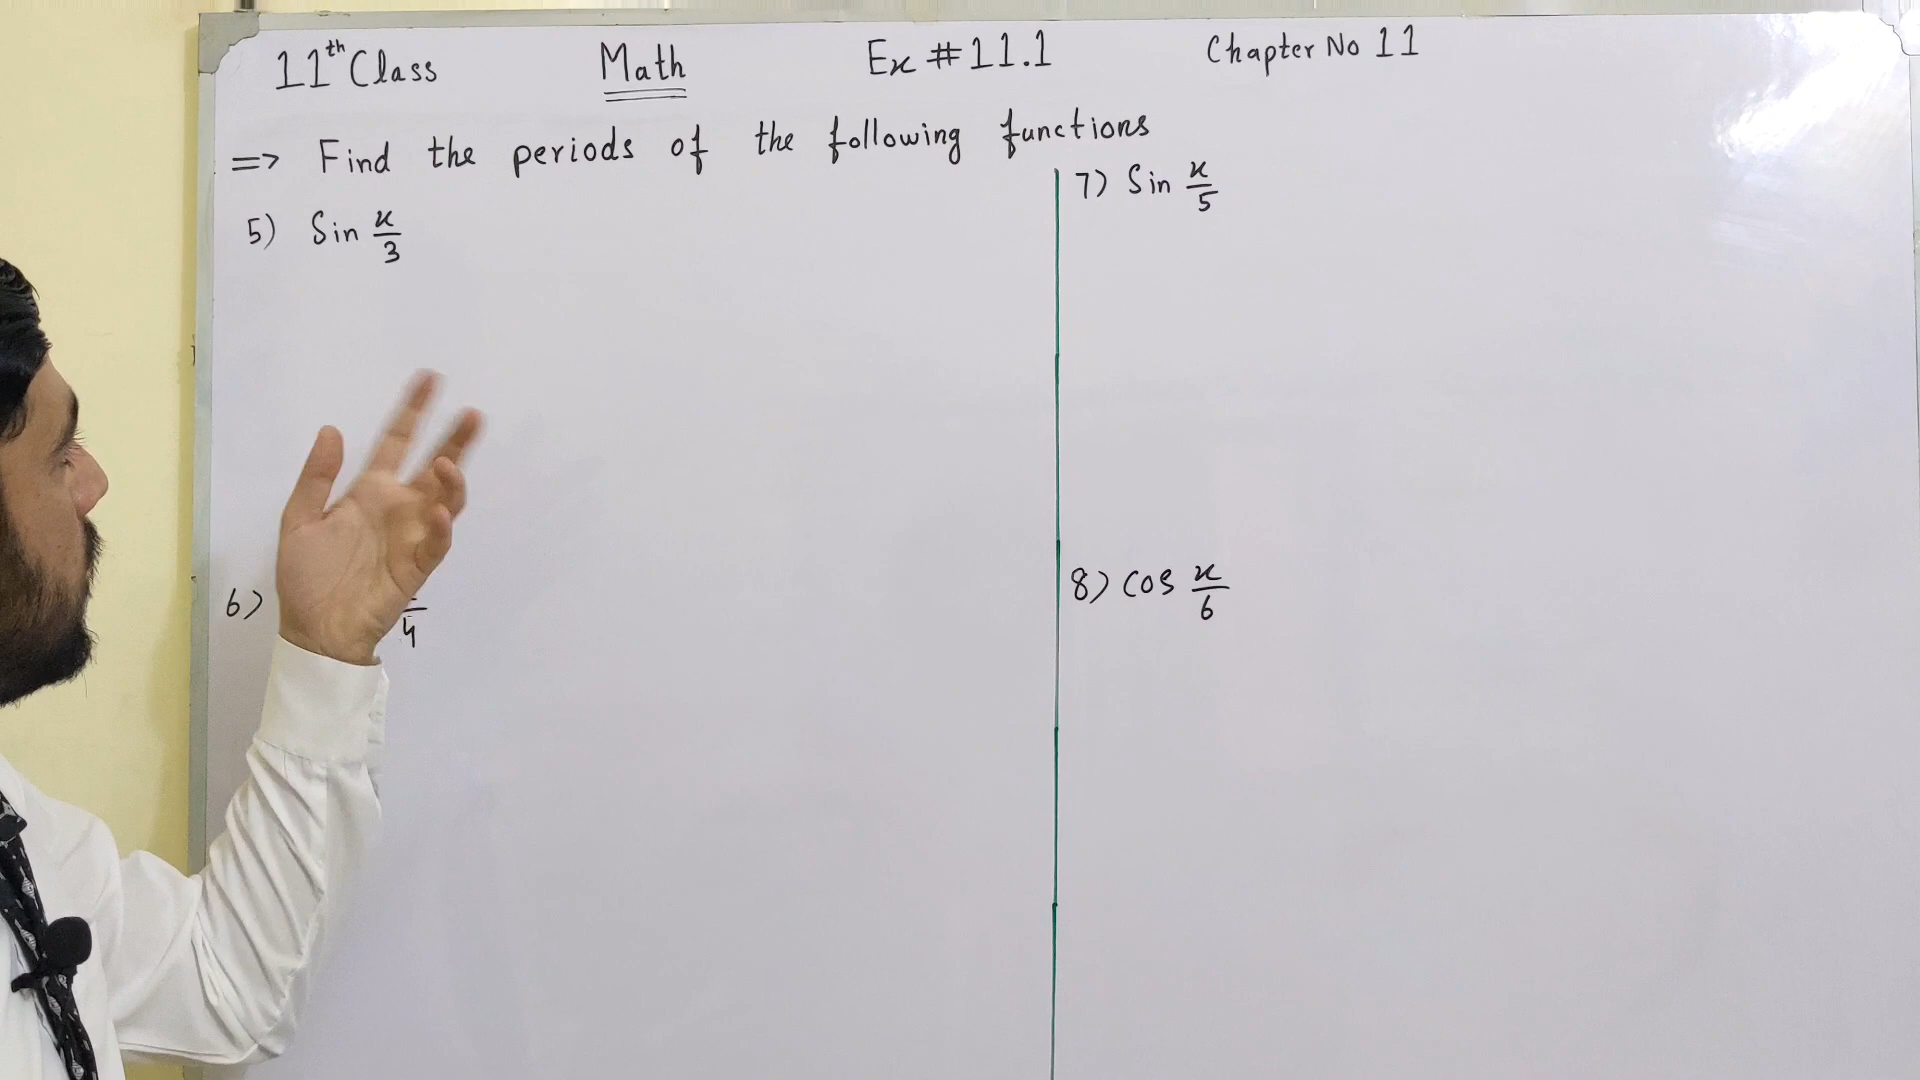 11th Class Math Ex # 11.1 Chapter No 11
=> Find the periods of the following functions
5) Sin x/3
6) /4
7) Sin x/5
8) Cos x/6